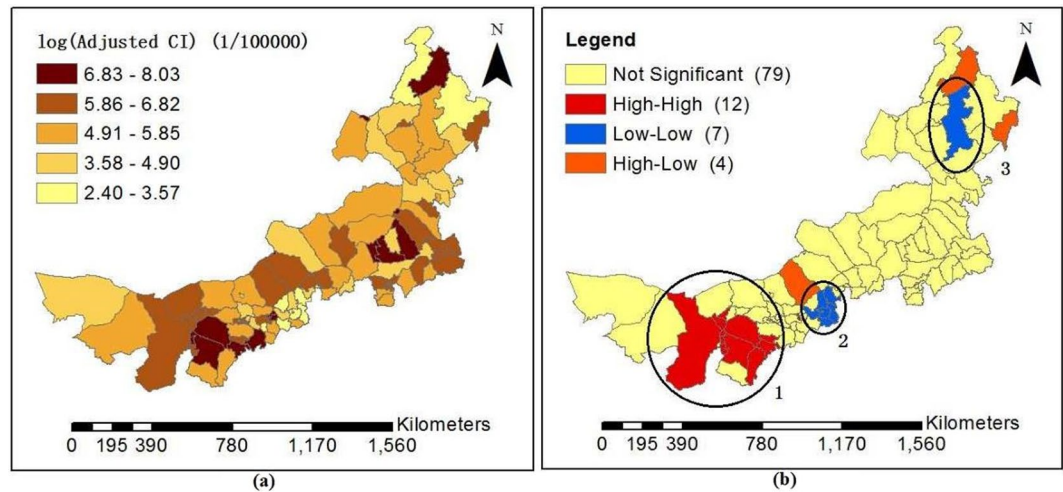 log(Adjusted CI) (1/100000)
6.83 - 8.03
5.86 - 6.82
4.91 - 5.85
3.58 - 4.90
2.40 - 3.57
N
Kilometers
0 195 390 780 1,170 1,560
(a)
Legend
Not Significant (79)
High-High (12)
Low-Low (7)
High-Low (4)
N
3
2
1
Kilometers
0 195 390 780 1,170 1,560
(b)